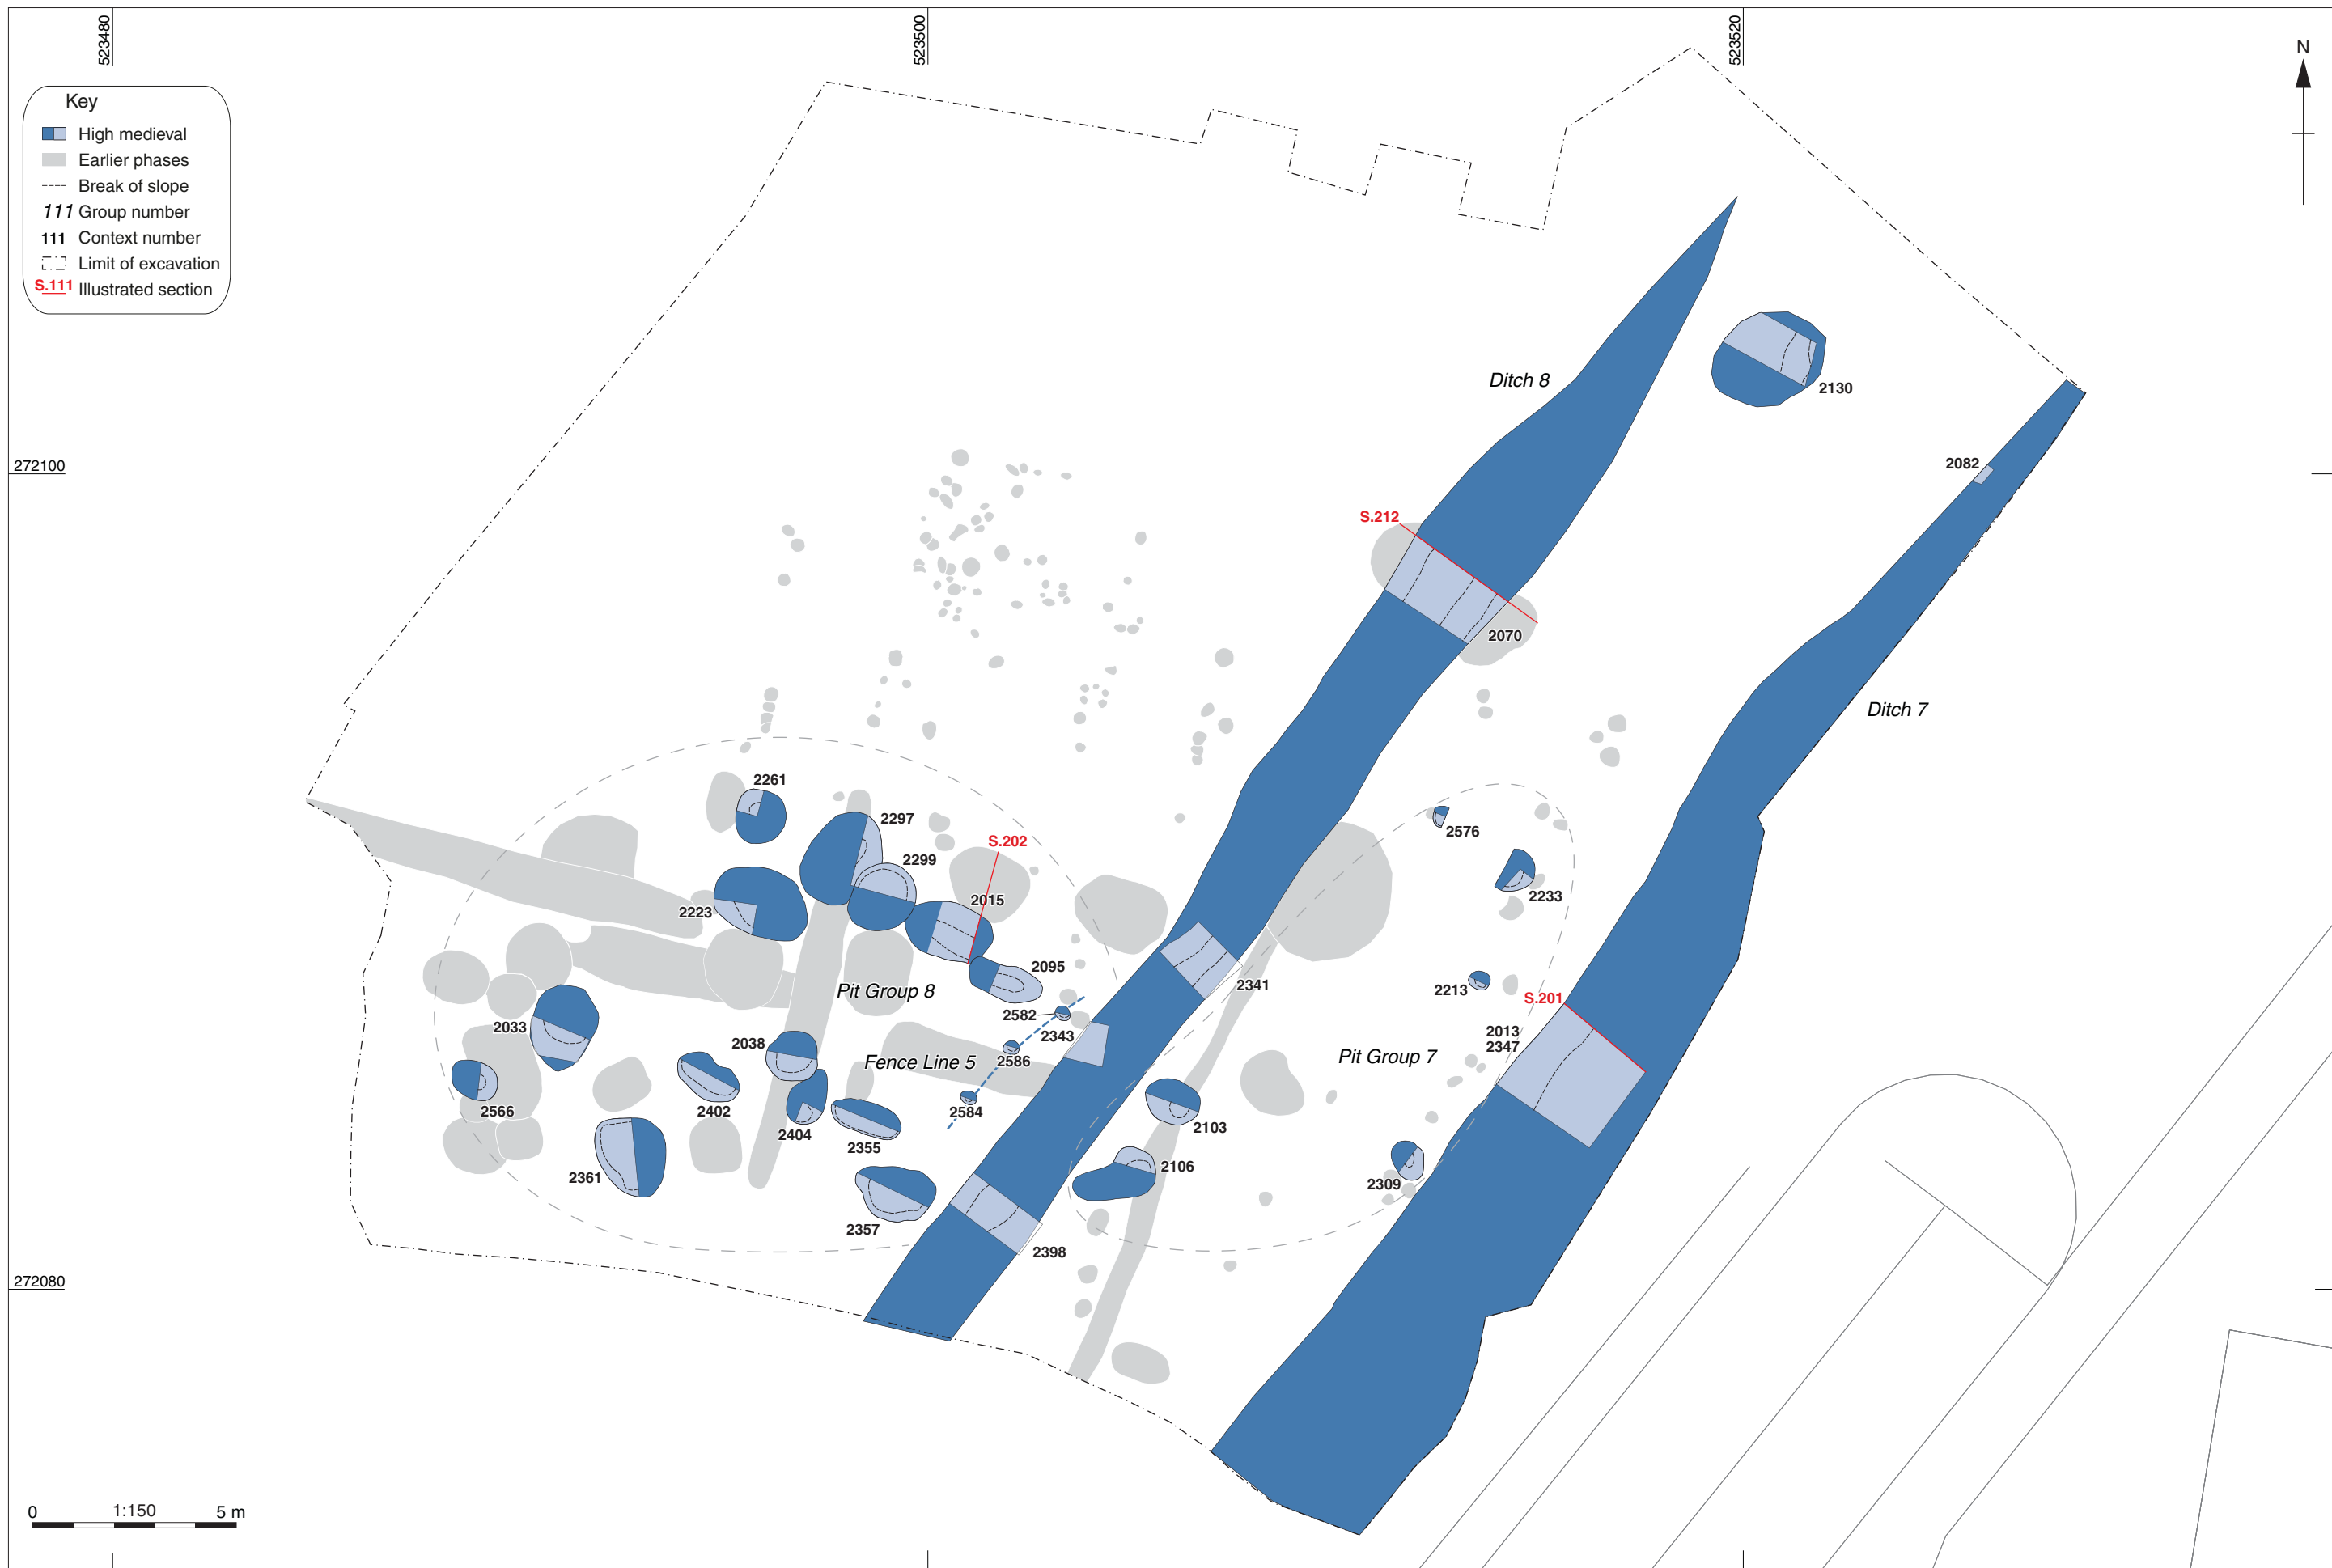 523480
523500
523520
N
Key
High medieval
Earlier phases
Break of slope
111 Group number
111 Context number
Limit of excavation
S.111 Illustrated section
Ditch 8
2130
272100
2082
S.212
2070
Ditch 7
2261
2297
2576
S.202
2299
2233
2015
2223
2095
2341
2213
Pit Group 8
S.201
2582
2033
2343
2013
2347
2038
Fence Line 5
2586
Pit Group 7
2566
2402
2584
2103
2404
2355
2106
2361
2309
2357
2398
272080
0 1:150 5 m